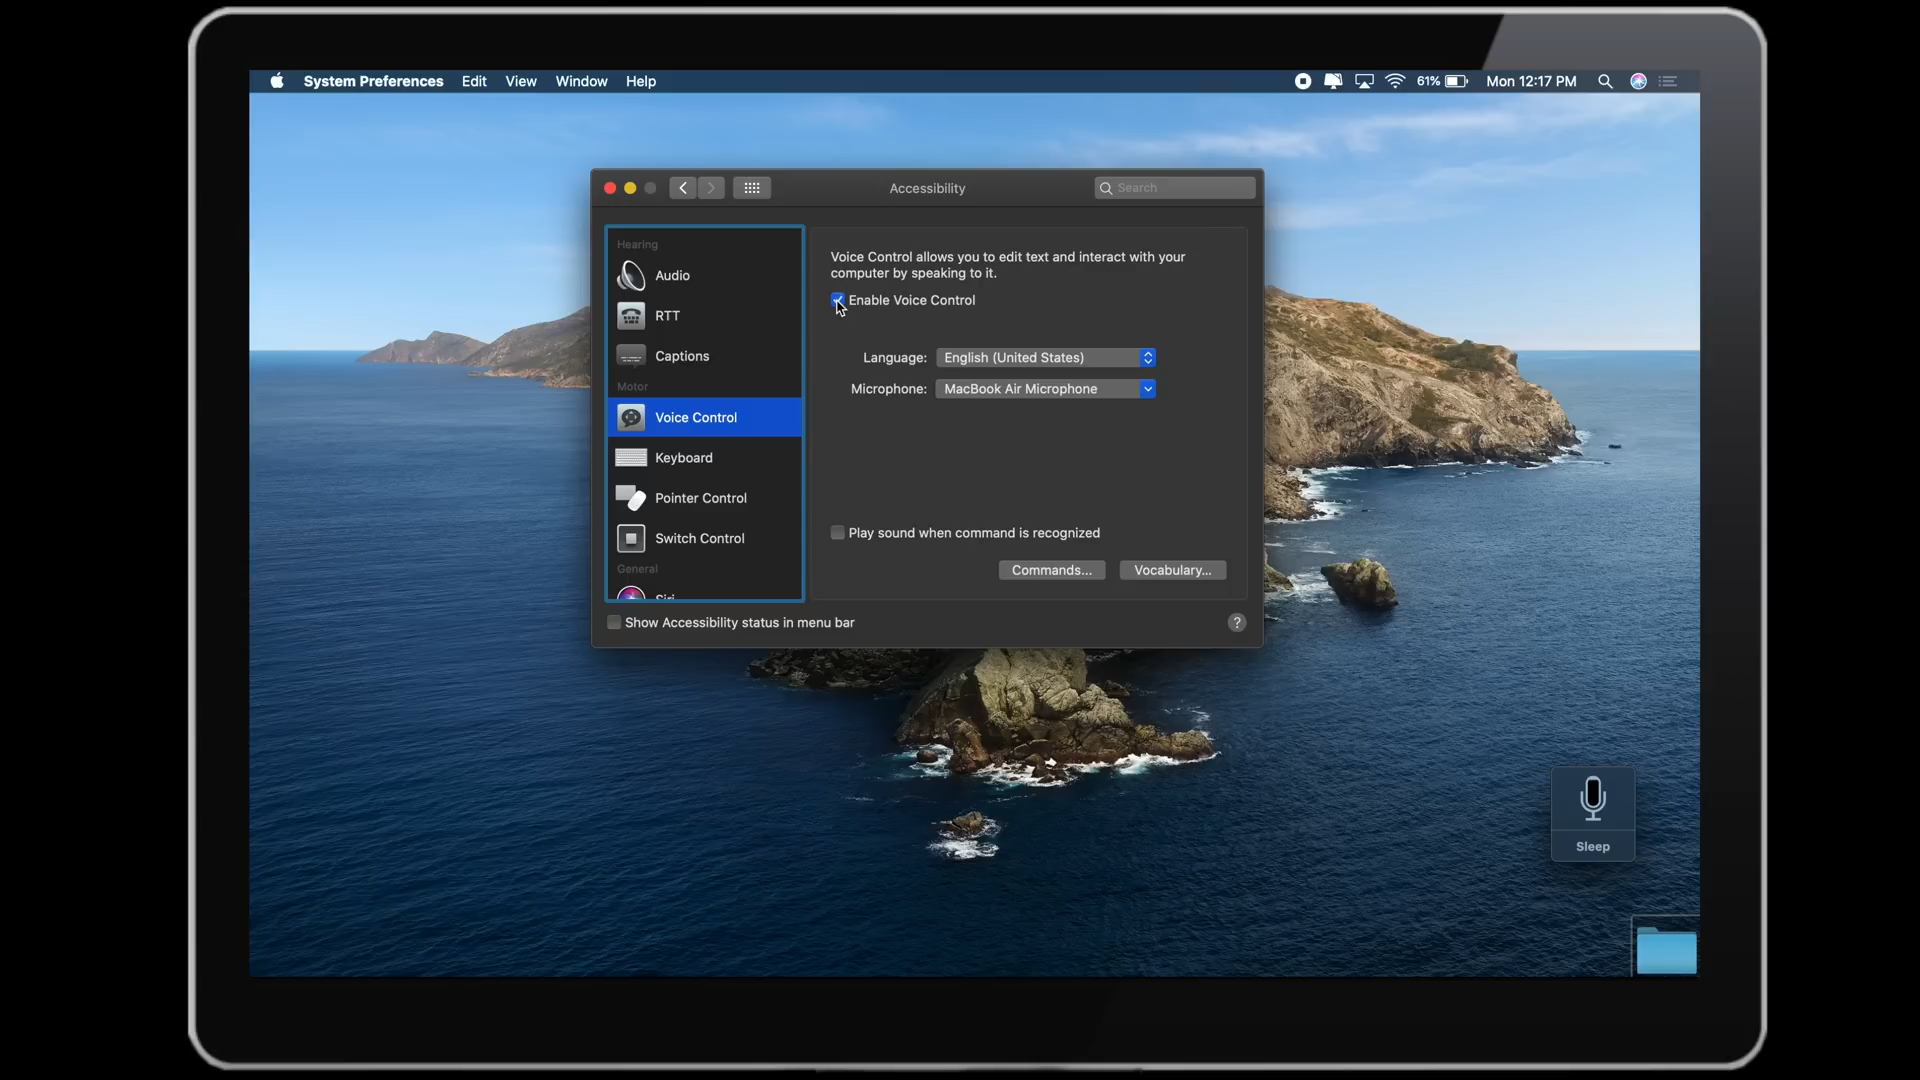 System Preferences Edit View Window Help 61% Mon 12:17 PM
Accessibility Search
Hearing
Audio
RTT
Captions
Motor
Voice Control
Keyboard
Pointer Control
Switch Control
General
Siri
Voice Control allows you to edit text and interact with your
computer by speaking to it.
Enable Voice Control
Language: English (United States)
Microphone: MacBook Air Microphone
Play sound when command is recognized
Commands... Vocabulary...
Show Accessibility status in menu bar ?
Sleep